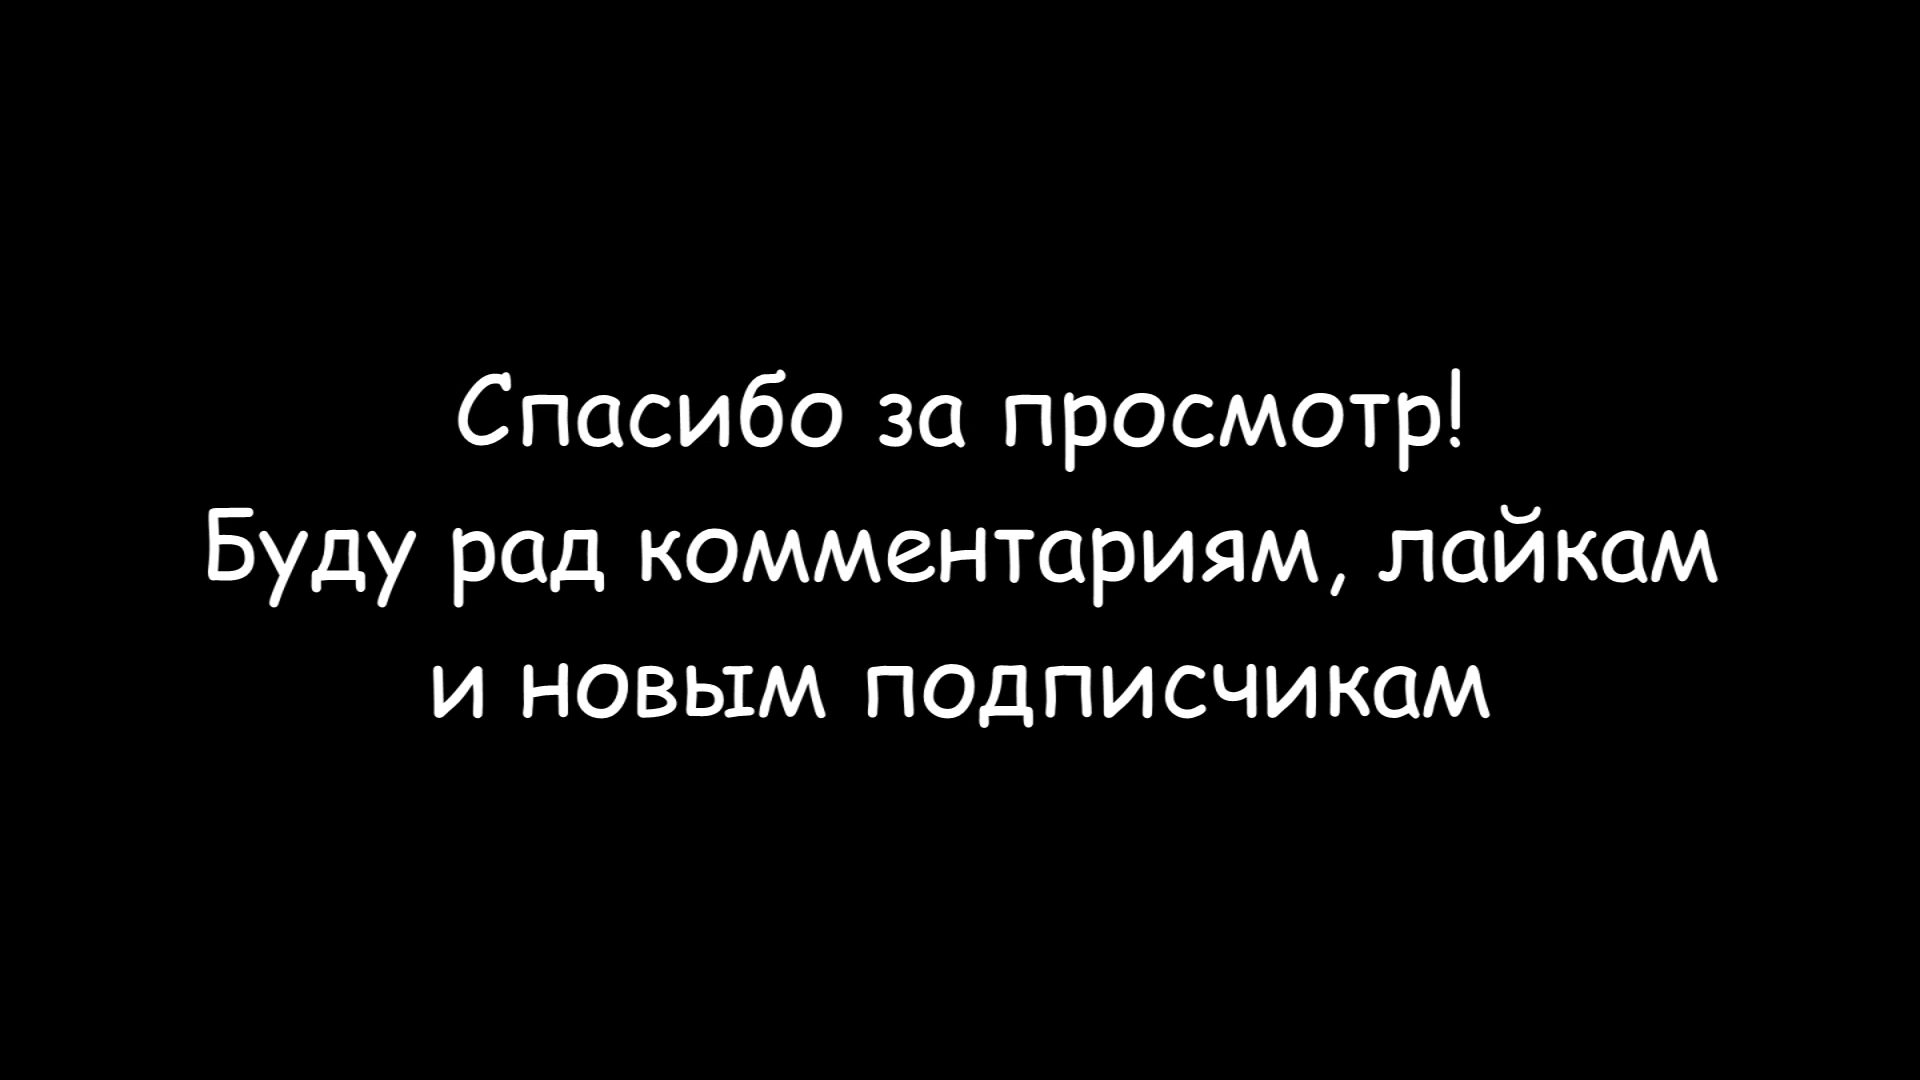 Спасибо за просмотр!
Буду рад комментариям, лайкам
и новым подписчикам